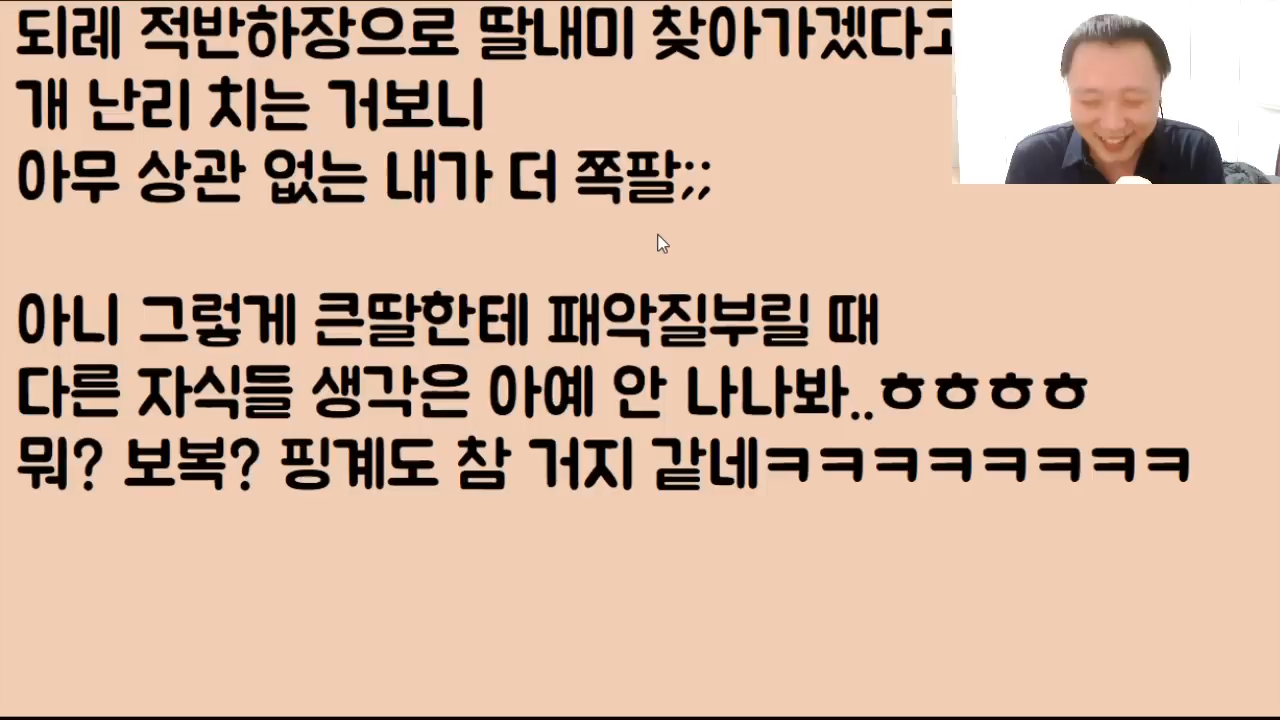 되레 적반하장으로 딸내미 찾아가겠다고
개 난리 치는 거보니
아무 상관 없는 내가 더 쪽팔;;
아니 그렇게 큰딸한테 패악질부릴 때
다른 자식들 생각은 아예 안 나나봐..ㅎㅎㅎㅎ
뭐? 보복? 핑계도 참 거지 같네ㅋㅋㅋㅋㅋㅋㅋㅋ